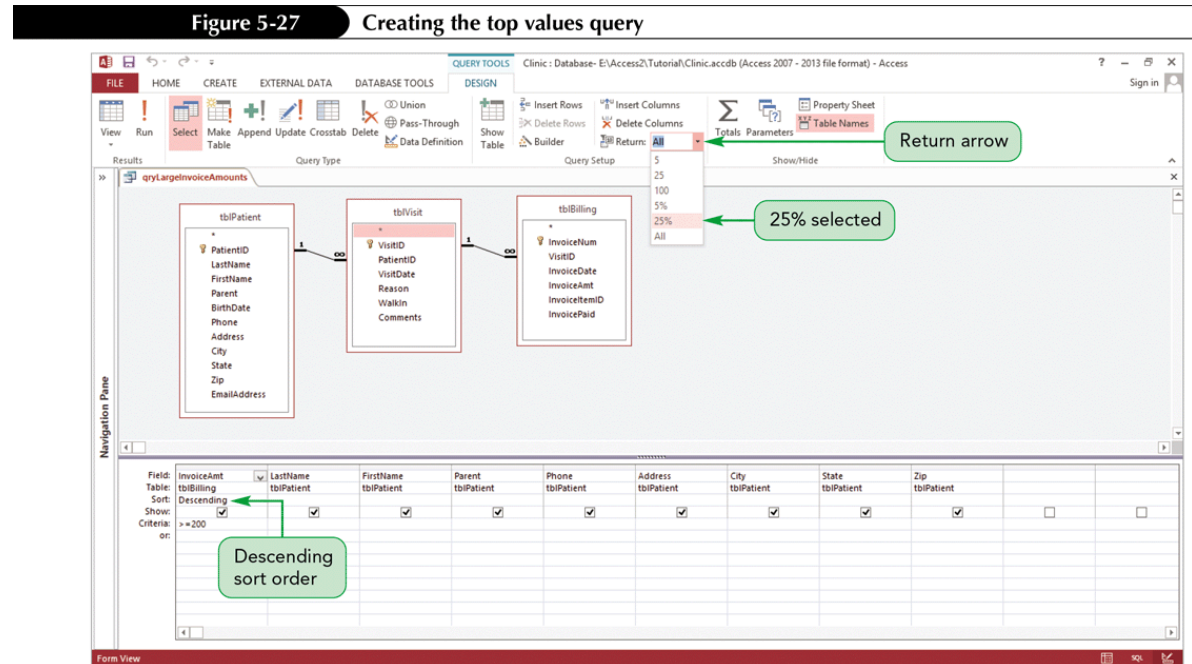 Figure 5-27 Creating the top values query
QUERY TOOLS Clinic : Database- E:\Access2\Tutorial\Clinic.accdb (Access 2007 - 2013 file format) - Access
FILE HOME CREATE EXTERNAL DATA DATABASE TOOLS DESIGN Sign in
View Run Select Make Table Append Update Crosstab Delete
Union
Pass-Through
Data Definition
Show Table
Insert Rows
Delete Rows
Builder
Insert Columns
Delete Columns
Return: All
Totals Parameters
Property Sheet
Table Names
Results Query Type Query Setup Show/Hide
Return arrow
5
25
100
5%
25%
All
25% selected
qryLargeInvoiceAmounts
tblPatient
*
PatientID
LastName
FirstName
Parent
BirthDate
Phone
Address
City
State
Zip
EmailAddress
1 ∞
tblVisit
*
VisitID
PatientID
VisitDate
Reason
WalkIn
Comments
1 ∞
tblBilling
*
InvoiceNum
VisitID
InvoiceDate
InvoiceAmt
InvoiceItemID
InvoicePaid
Navigation Pane
Field: InvoiceAmt LastName FirstName Parent Phone Address City State Zip
Table: tblBilling tblPatient tblPatient tblPatient tblPatient tblPatient tblPatient tblPatient tblPatient
Sort: Descending
Show:
Criteria: >=200
or:
Descending
sort order
Form View SQL